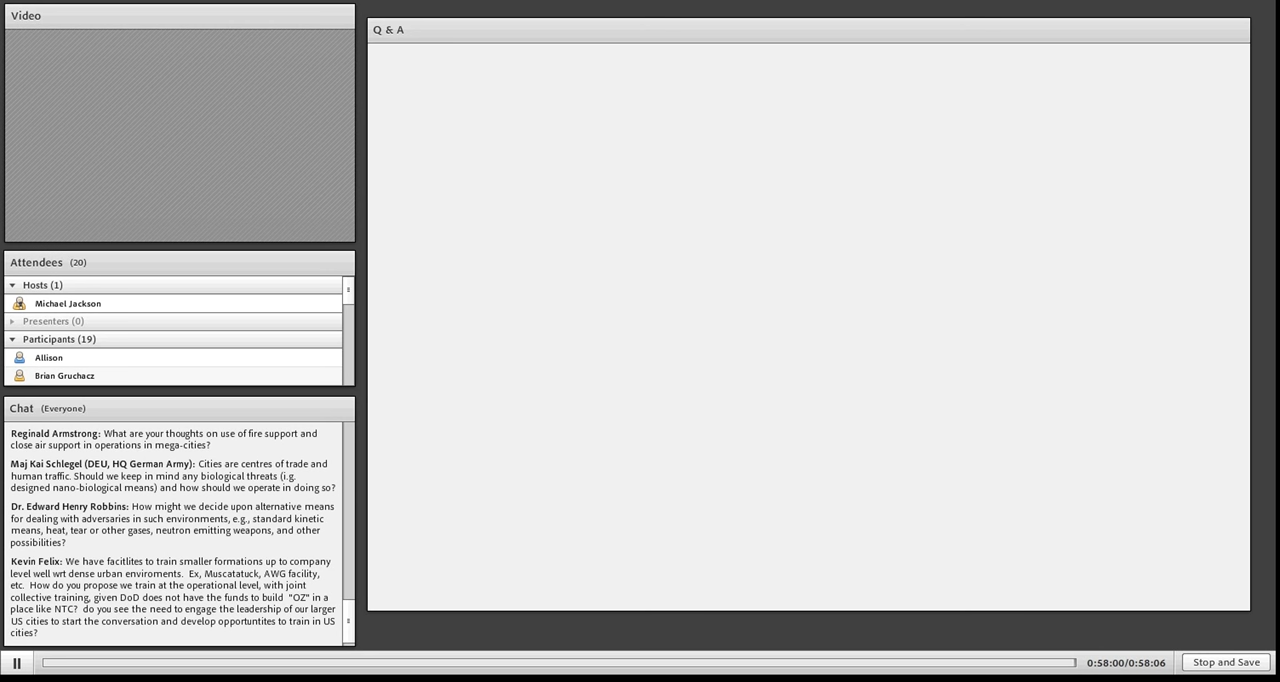 Video
Q & A
Attendees (20)
Hosts (1)
Michael Jackson
Presenters (0)
Participants (19)
Allison
Brian Gruchacz
Chat (Everyone)
Reginald Armstrong: What are your thoughts on use of fire support and
close air support in operations in mega-cities?
Maj Kai Schlegel (DEU, HQ German Army): Cities are centres of trade and
human traffic. Should we keep in mind any biological threats (i.g.
designed nano-biological means) and how should we operate in doing so?
Dr. Edward Henry Robbins: How might we decide upon alternative means
for dealing with adversaries in such environments, e.g., standard kinetic
means, heat, tear or other gases, neutron emitting weapons, and other
possibilities?
Kevin Felix: We have facitlites to train smaller formations up to company
level well wrt dense urban enviroments. Ex, Muscatatuck, AWG facility,
etc. How do you propose we train at the operational level, with joint
collective training, given DoD does not have the funds to build "OZ" in a
place like NTC? do you see the need to engage the leadership of our larger
US cities to start the conversation and develop opportuntites to train in US
cities?
0:58:00/0:58:06
Stop and Save